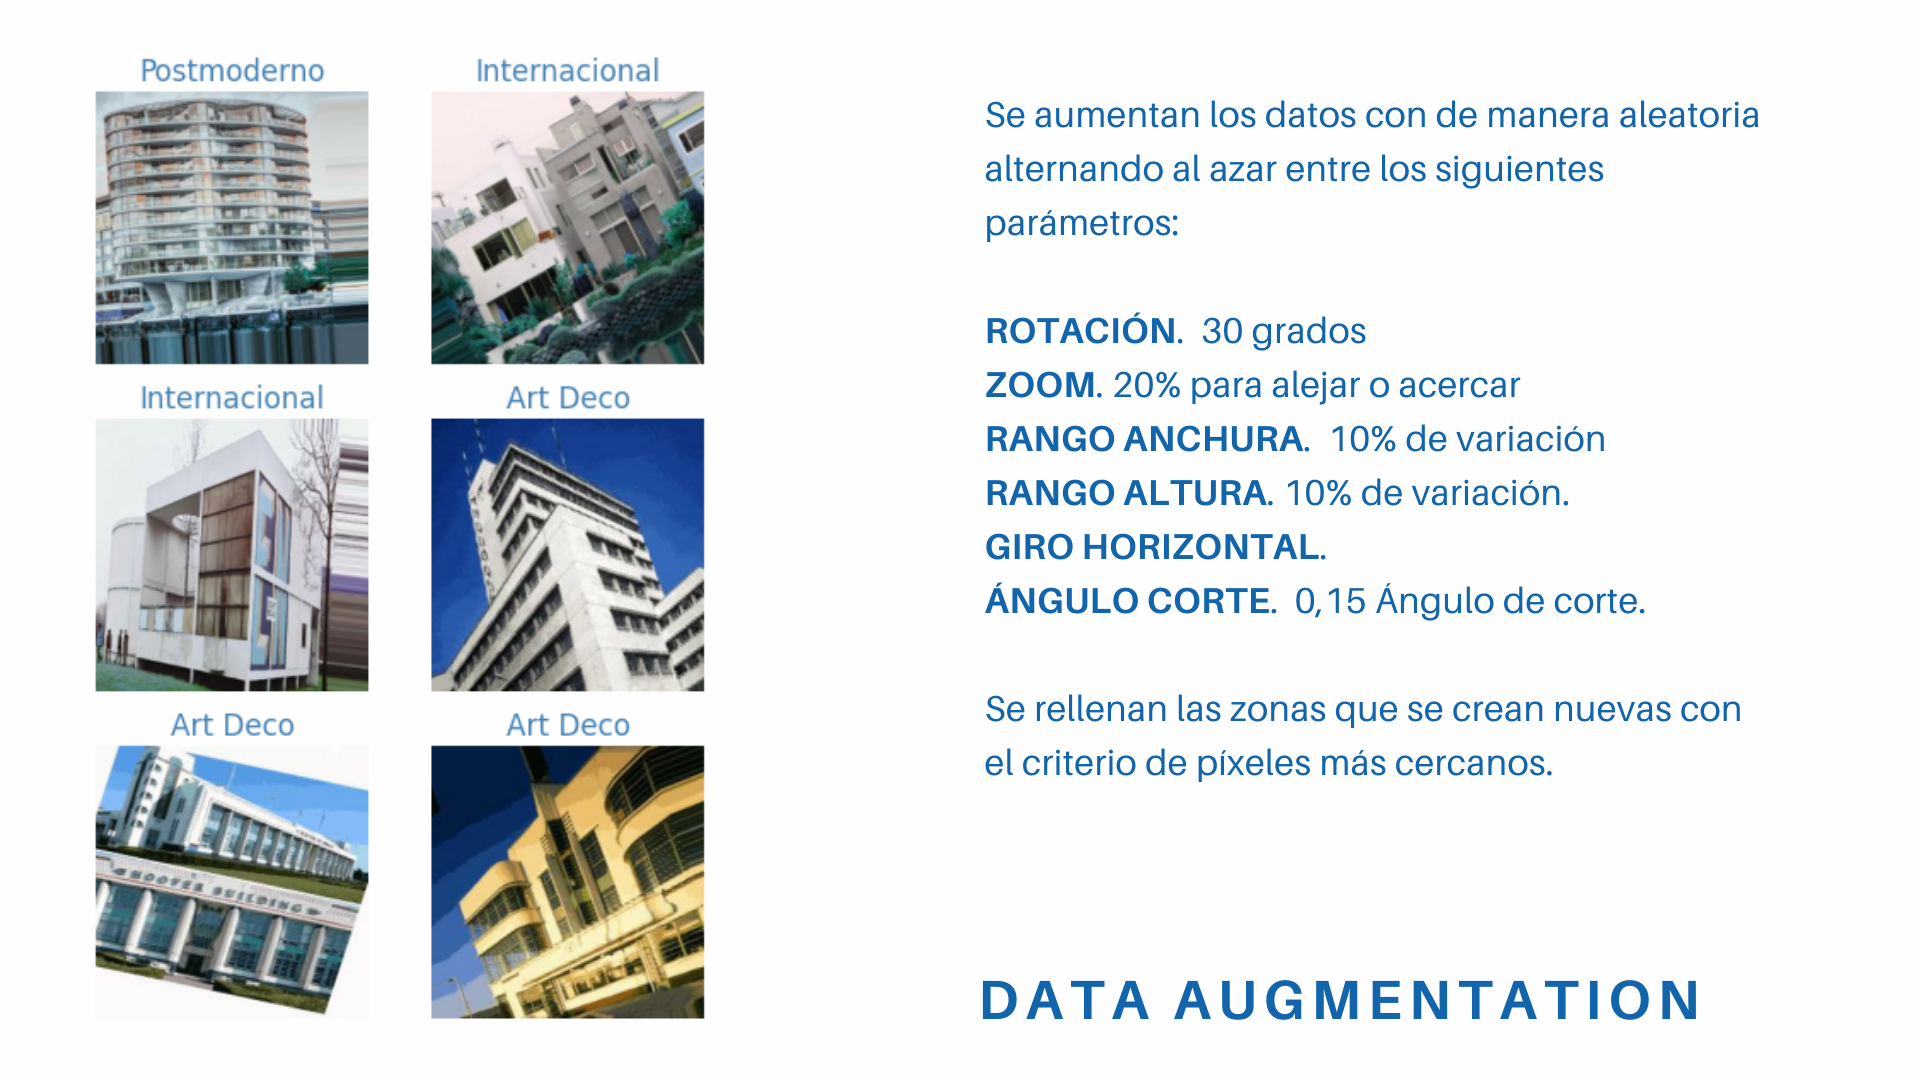 Postmoderno
Internacional
Internacional
Art Deco
Art Deco
Art Deco
HOOVER BUILDING
Se aumentan los datos con de manera aleatoria
alternando al azar entre los siguientes
parámetros:
ROTACIÓN.  30 grados
ZOOM. 20% para alejar o acercar
RANGO ANCHURA.  10% de variación
RANGO ALTURA. 10% de variación.
GIRO HORIZONTAL.
ÁNGULO CORTE.  0,15 Ángulo de corte.
Se rellenan las zonas que se crean nuevas con
el criterio de píxeles más cercanos.
DATA AUGMENTATION